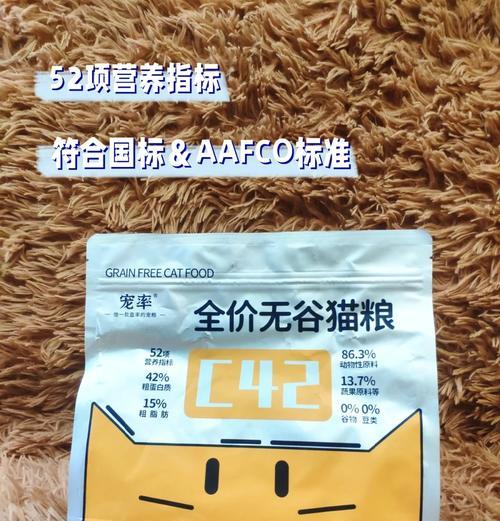 52项营养指标
符合国标&AAFCO标准
GRAIN FREE CAT FOOD
宠率®
全价无谷猫粮
52项
营养指标
42%
粗蛋白质
15%
粗脂肪
C42
86.3%
动物性原料
13.7%
蔬果原料等
0% 0%
谷物 豆类